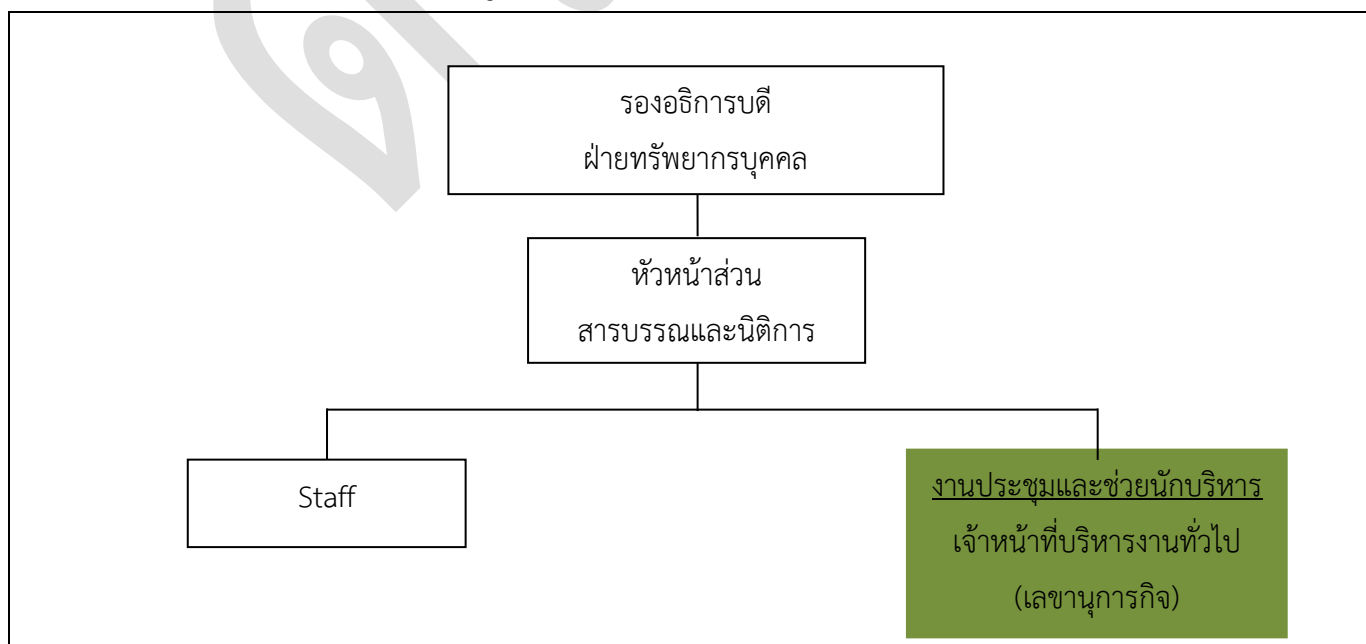 รองอธิการบดี
ฝ่ายทรัพยากรบุคคล
หัวหน้าส่วน
สารบรรณและนิติการ
Staff
งานประชุมและช่วยนักบริหาร
เจ้าหน้าที่บริหารงานทั่วไป
(เลขานุการกิจ)